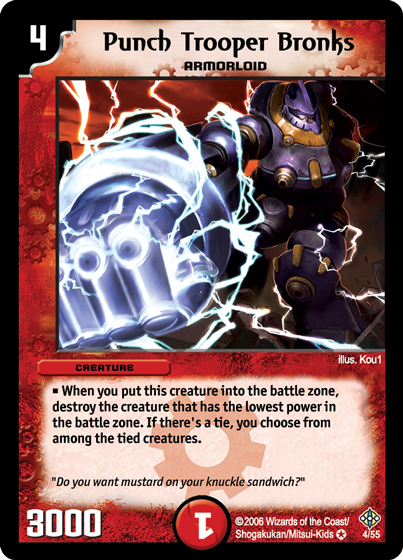 4
Punch Trooper Bronks
ARMORLOID
illus. Kou1
CREATURE
▪ When you put this creature into the battle zone,
destroy the creature that has the lowest power in
the battle zone. If there's a tie, you choose from
among the tied creatures.
"Do you want mustard on your knuckle sandwich?"
3000
1
©2006 Wizards of the Coast/
Shogakukan/Mitsui-Kids ✪ 4/55